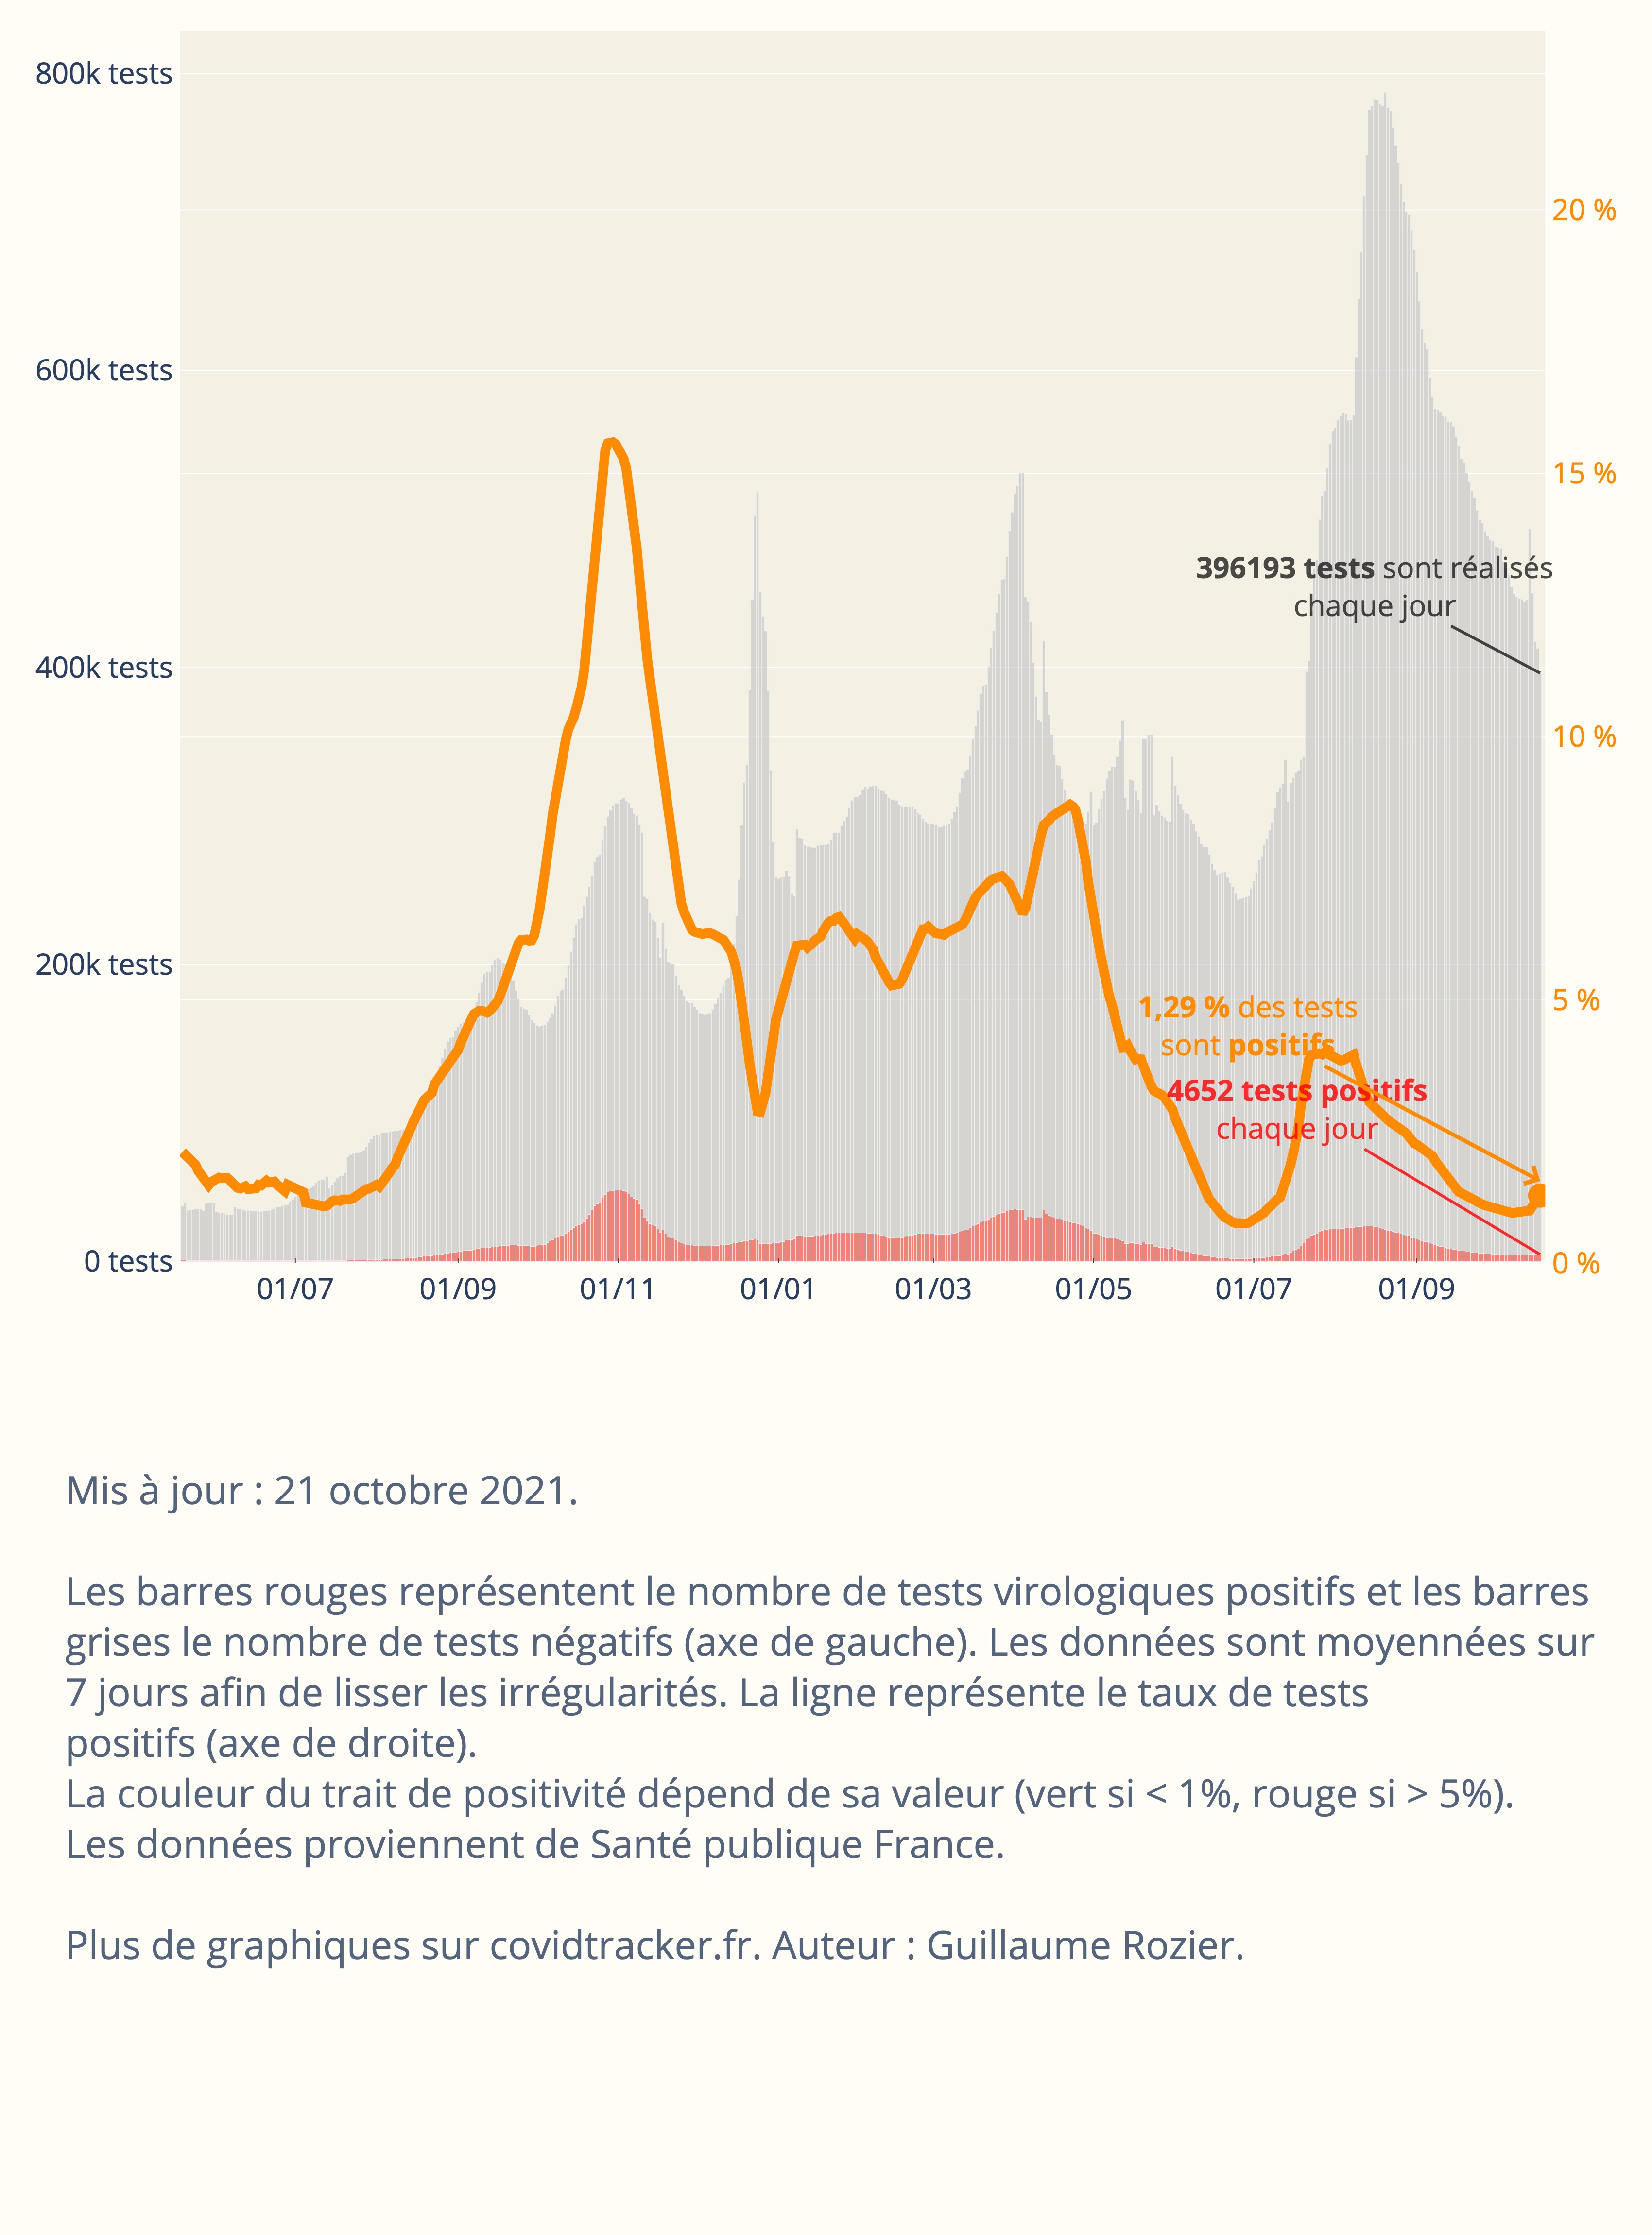 800k tests
600k tests
400k tests
200k tests
0 tests
20 %
15 %
10 %
5 %
0 %
396193 tests sont réalisés
chaque jour
1,29 % des tests
sont positifs
4652 tests positifs
chaque jour
01/07 01/09 01/11 01/01 01/03 01/05 01/07 01/09
Mis à jour : 21 octobre 2021.
Les barres rouges représentent le nombre de tests virologiques positifs et les barres
grises le nombre de tests négatifs (axe de gauche). Les données sont moyennées sur
7 jours afin de lisser les irrégularités. La ligne représente le taux de tests
positifs (axe de droite).
La couleur du trait de positivité dépend de sa valeur (vert si < 1%, rouge si > 5%).
Les données proviennent de Santé publique France.
Plus de graphiques sur covidtracker.fr. Auteur : Guillaume Rozier.